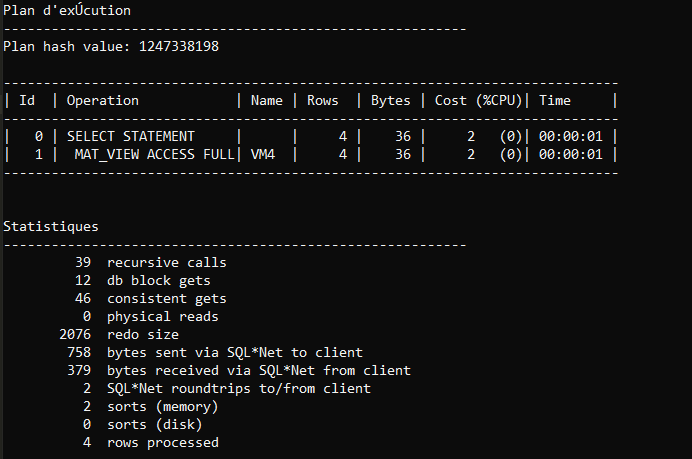 Plan d'exÚcution
----------------------------------------------------------
Plan hash value: 1247338198

-----------------------------------------------------------------------------
| Id  | Operation            | Name | Rows  | Bytes | Cost (%CPU)| Time     |
-----------------------------------------------------------------------------
|   0 | SELECT STATEMENT     |      |     4 |    36 |     2   (0)| 00:00:01 |
|   1 |  MAT_VIEW ACCESS FULL| VM4  |     4 |    36 |     2   (0)| 00:00:01 |
-----------------------------------------------------------------------------


Statistiques
----------------------------------------------------------
         39  recursive calls
         12  db block gets
         46  consistent gets
          0  physical reads
       2076  redo size
        758  bytes sent via SQL*Net to client
        379  bytes received via SQL*Net from client
          2  SQL*Net roundtrips to/from client
          2  sorts (memory)
          0  sorts (disk)
          4  rows processed